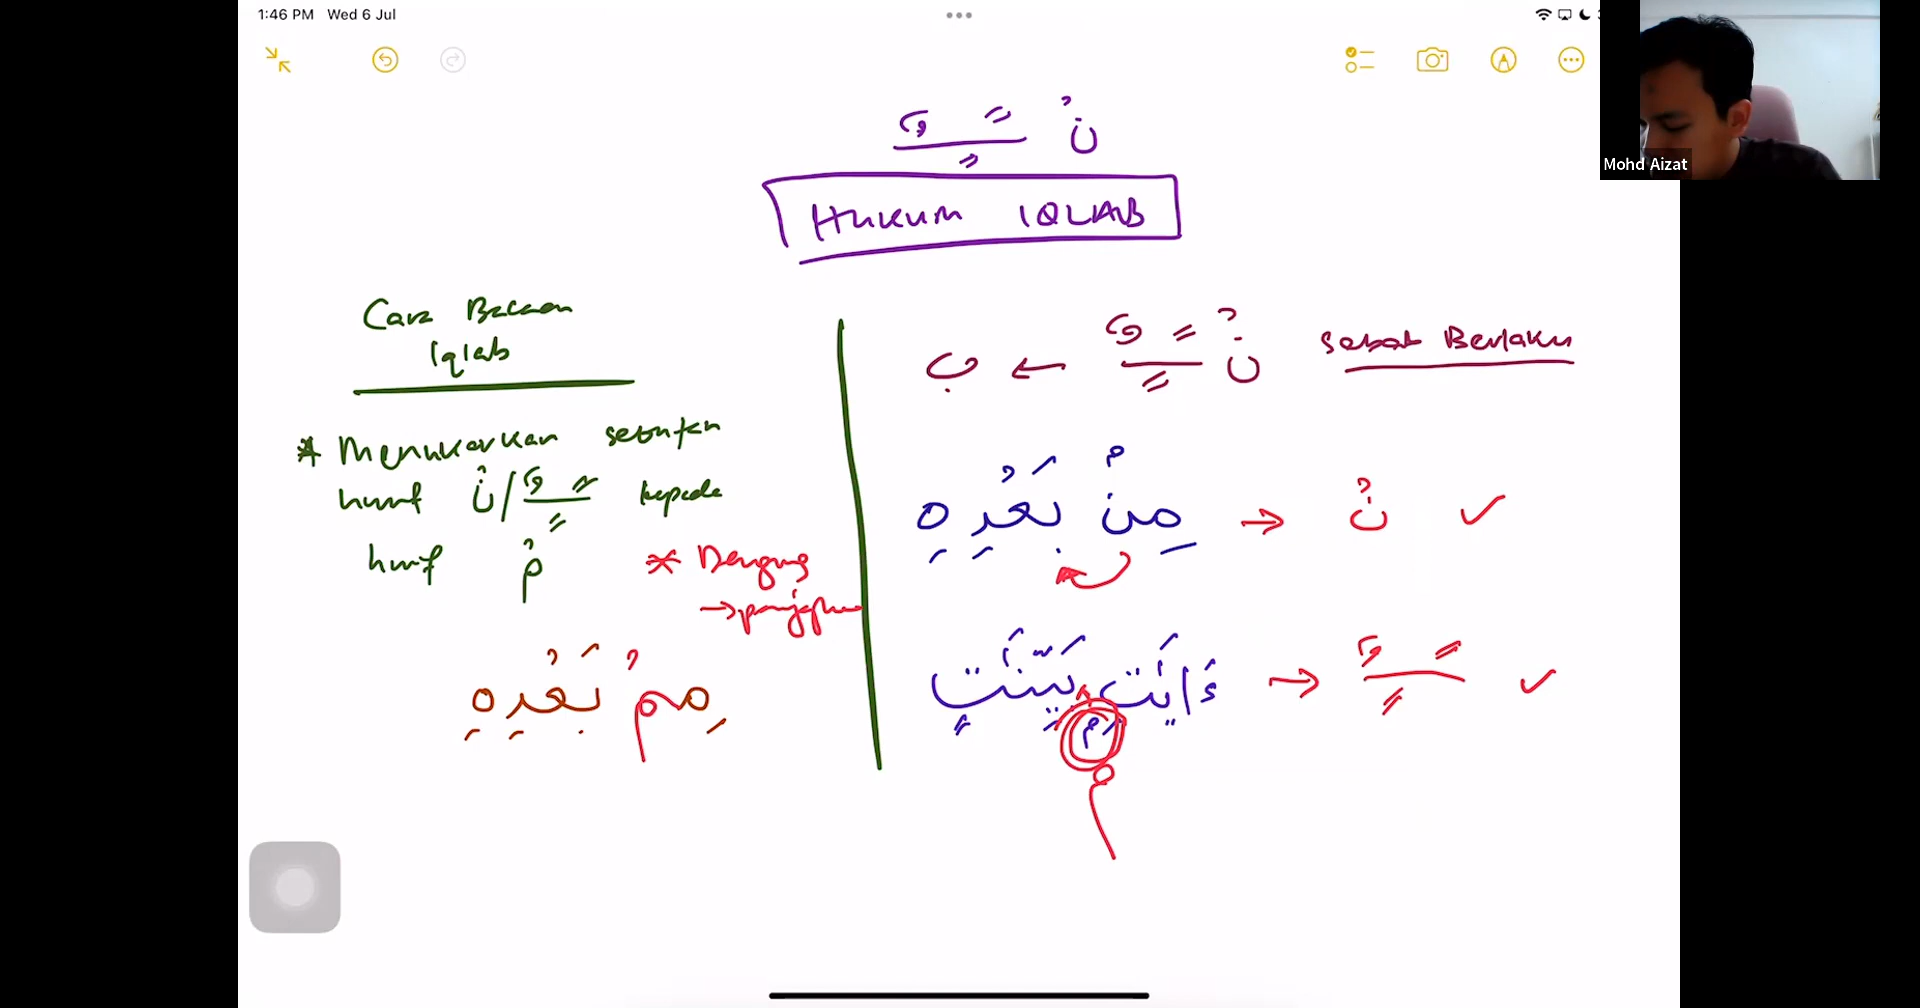 1:46 PM Wed 6 Jul
Mohd Aizat
نْ ـًـٍـٌ
HUKUM IQLAB
Cara Bacaan
Iqlab
* Menukarkan sebutan
huruf نْ / ـًـٍـٌ kepada
huruf مْ
* Dengung
→
مِمْ بَعْدِهِ
Sebab Berlaku نْ ـًـٍـٌ ← ب
مِنۢ بَعْدِهِ → نْ ✓
ءَايَٰتِۭ بَيِّنَٰتٍ → ـًـٍـٌ ✓
م